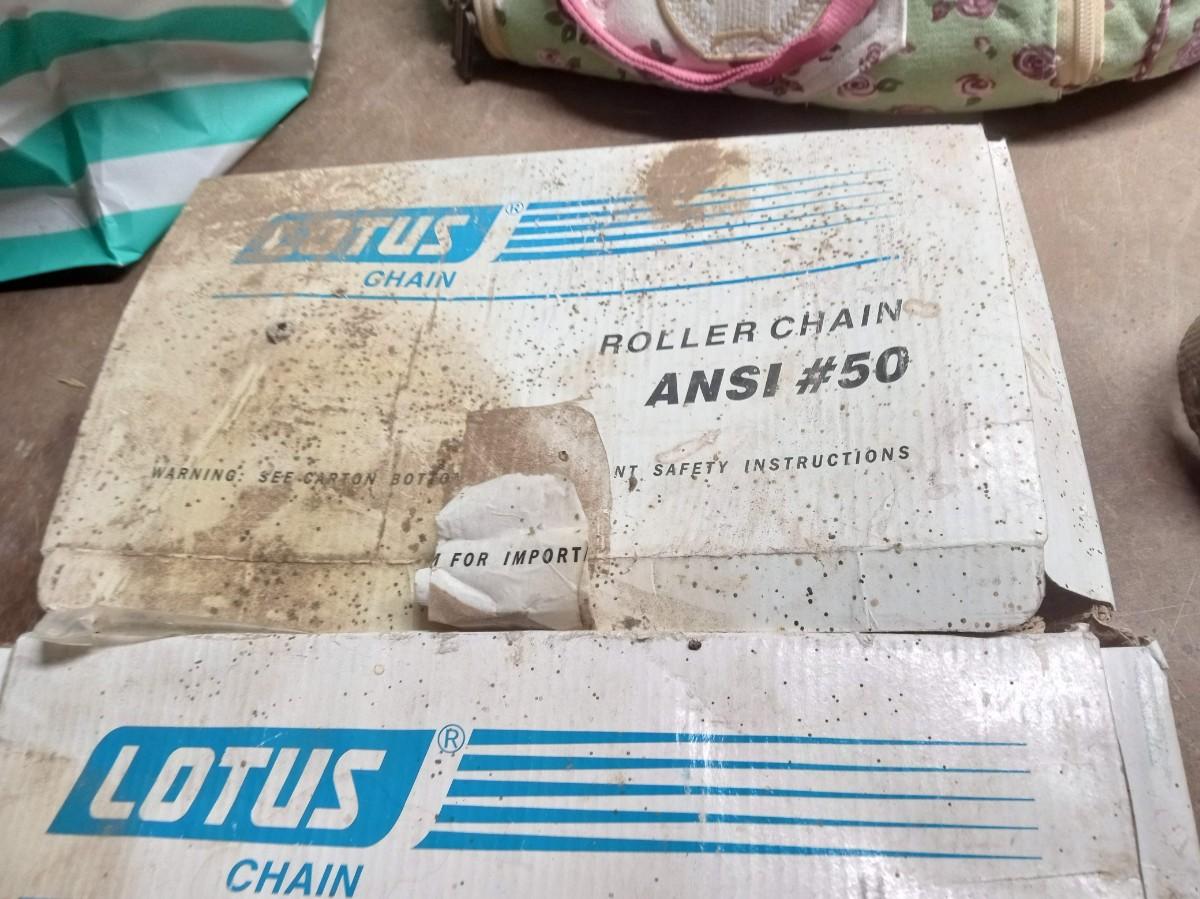 LOTUS ®
CHAIN
ROLLER CHAIN
ANSI #50
WARNING: SEE CARTON BOTTO NT SAFETY INSTRUCTIONS
FOR IMPORT
LOTUS ®
CHAIN